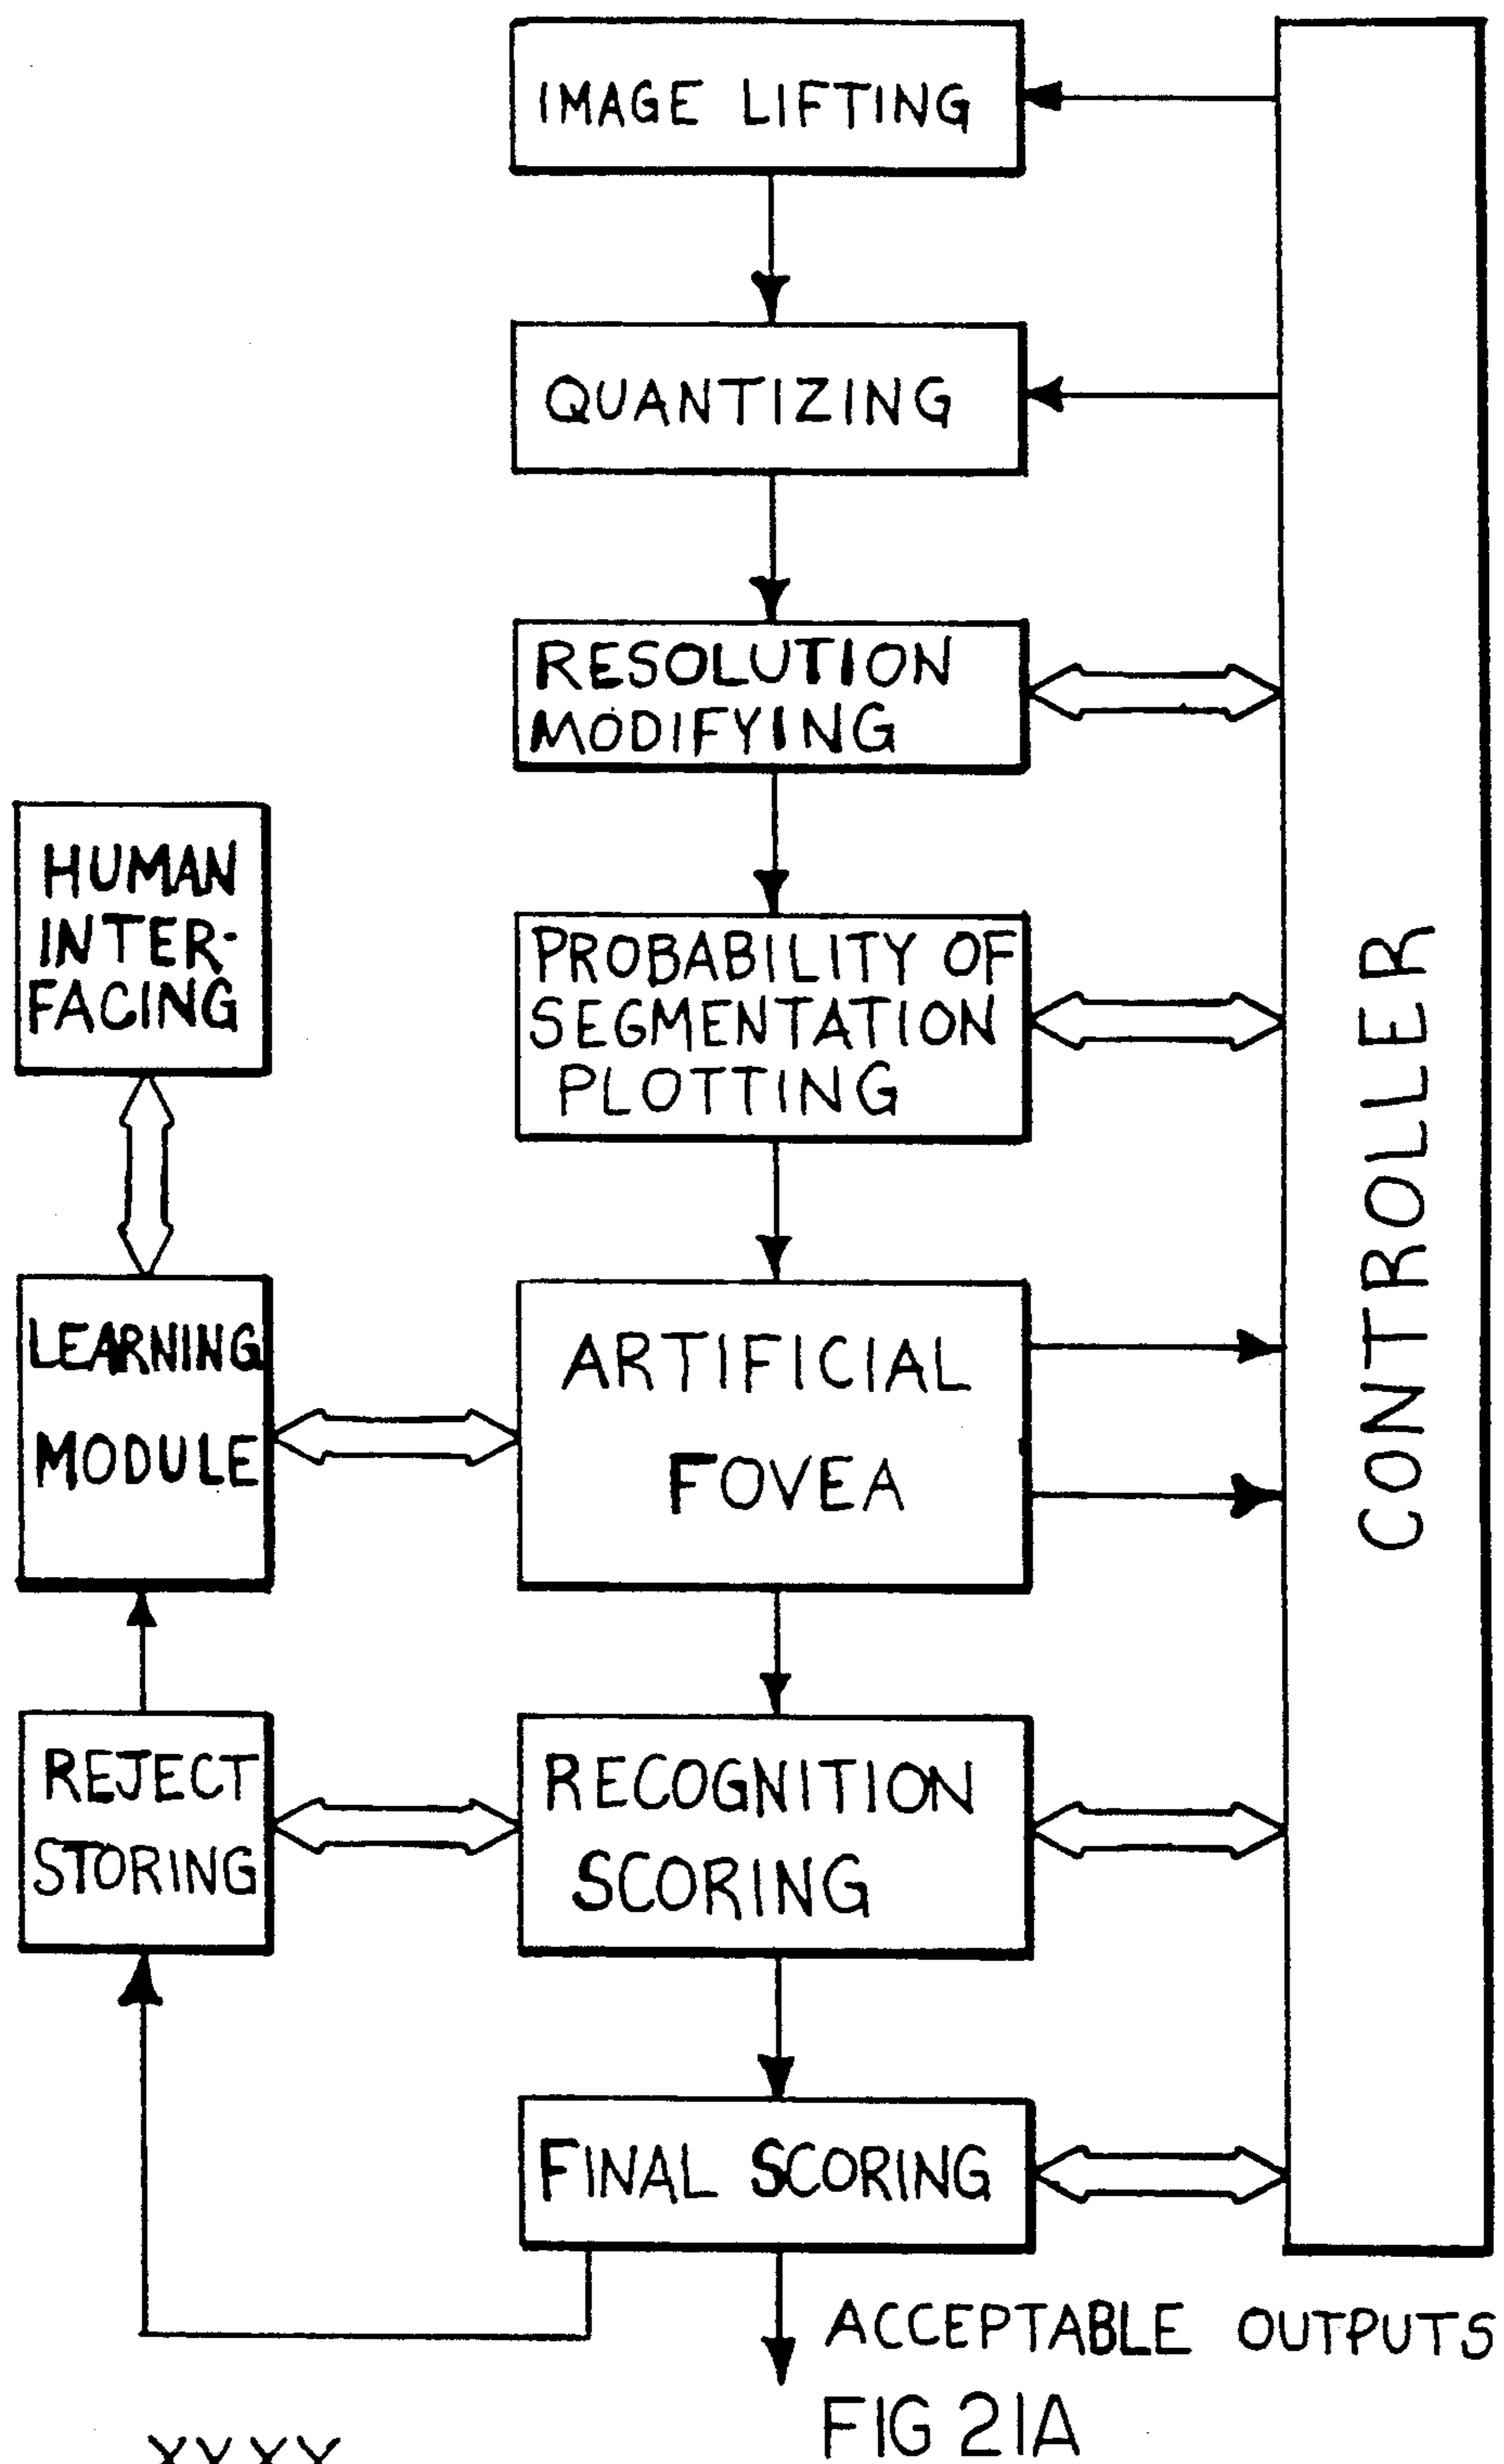 IMAGE LIFTING
QUANTIZING
RESOLUTION
MODIFYING
HUMAN
INTER-
FACING
PROBABILITY OF
SEGMENTATION
PLOTTING
CONTROLLER
LEARNING
MODULE
ARTIFICIAL
FOVEA
REJECT
STORING
RECOGNITION
SCORING
FINAL SCORING
ACCEPTABLE OUTPUTS
FIG 21A